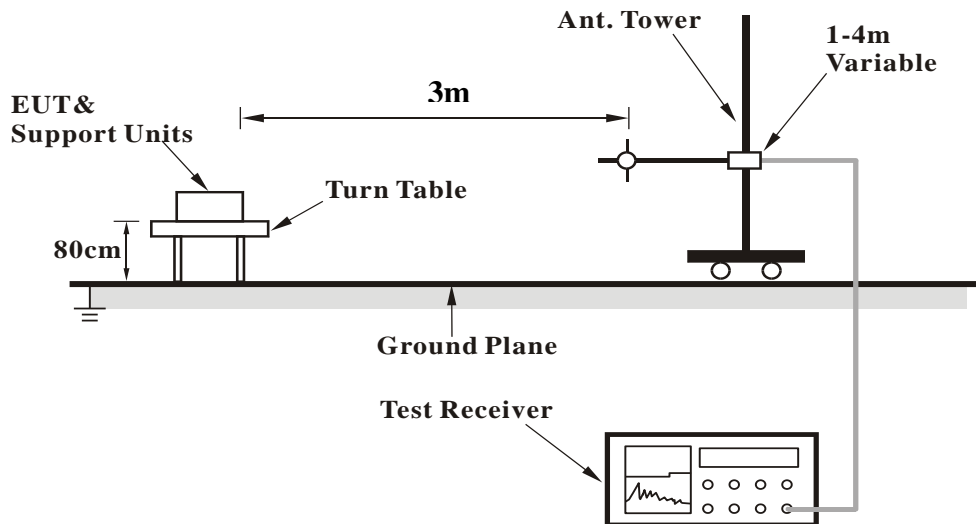 Ant. Tower
1-4m
Variable
3m
EUT&
Support Units
Turn Table
80cm
Ground Plane
Test Receiver